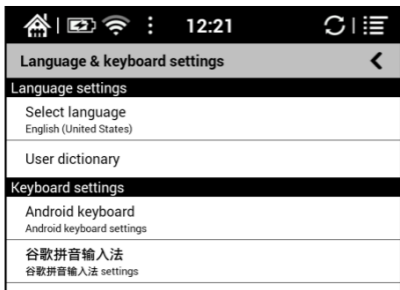 12:21
Language & keyboard settings
Language settings
Select language
English (United States)
User dictionary
Keyboard settings
Android keyboard
Android keyboard settings
谷歌拼音输入法
谷歌拼音输入法 settings